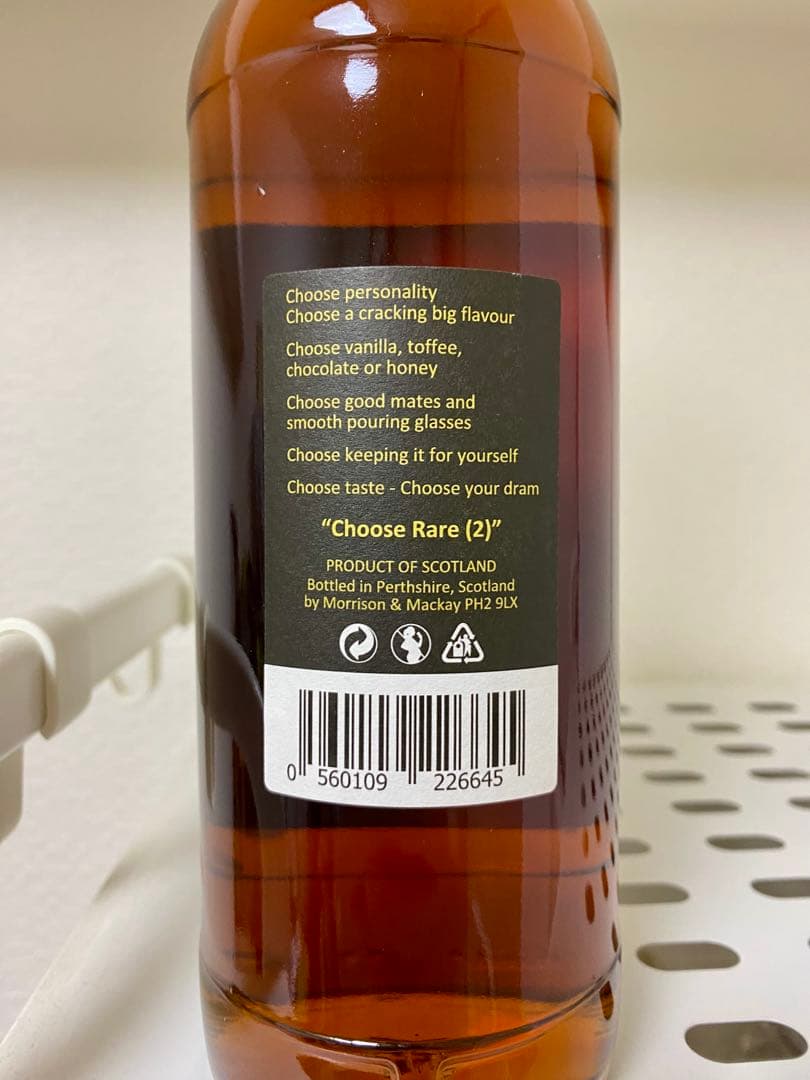 Choose personality
Choose a cracking big flavour
Choose vanilla, toffee,
chocolate or honey
Choose good mates and
smooth pouring glasses
Choose keeping it for yourself
Choose taste - Choose your dram
“Choose Rare (2)”
PRODUCT OF SCOTLAND
Bottled in Perthshire, Scotland
by Morrison & Mackay PH2 9LX
0 560109 226645